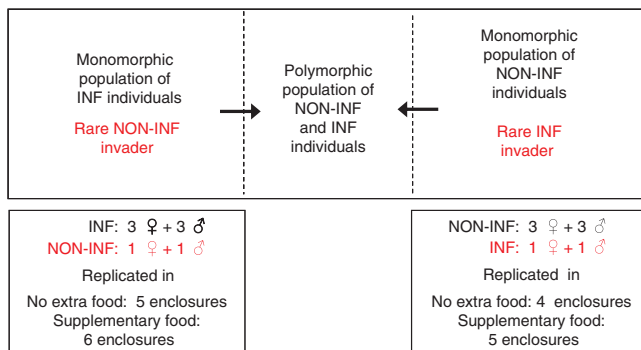 Monomorphic
population of
INF individuals
Rare NON-INF
invader
Polymorphic
population of
NON-INF
and INF
individuals
Monomorphic
population of
NON-INF
individuals
Rare INF
invader
INF: 3 ♀ + 3 ♂
NON-INF: 1 ♀ + 1 ♂
Replicated in
No extra food: 5 enclosures
Supplementary food:
6 enclosures
NON-INF: 3 ♀ + 3 ♂
INF: 1 ♀ + 1 ♂
Replicated in
No extra food: 4 enclosures
Supplementary food:
5 enclosures